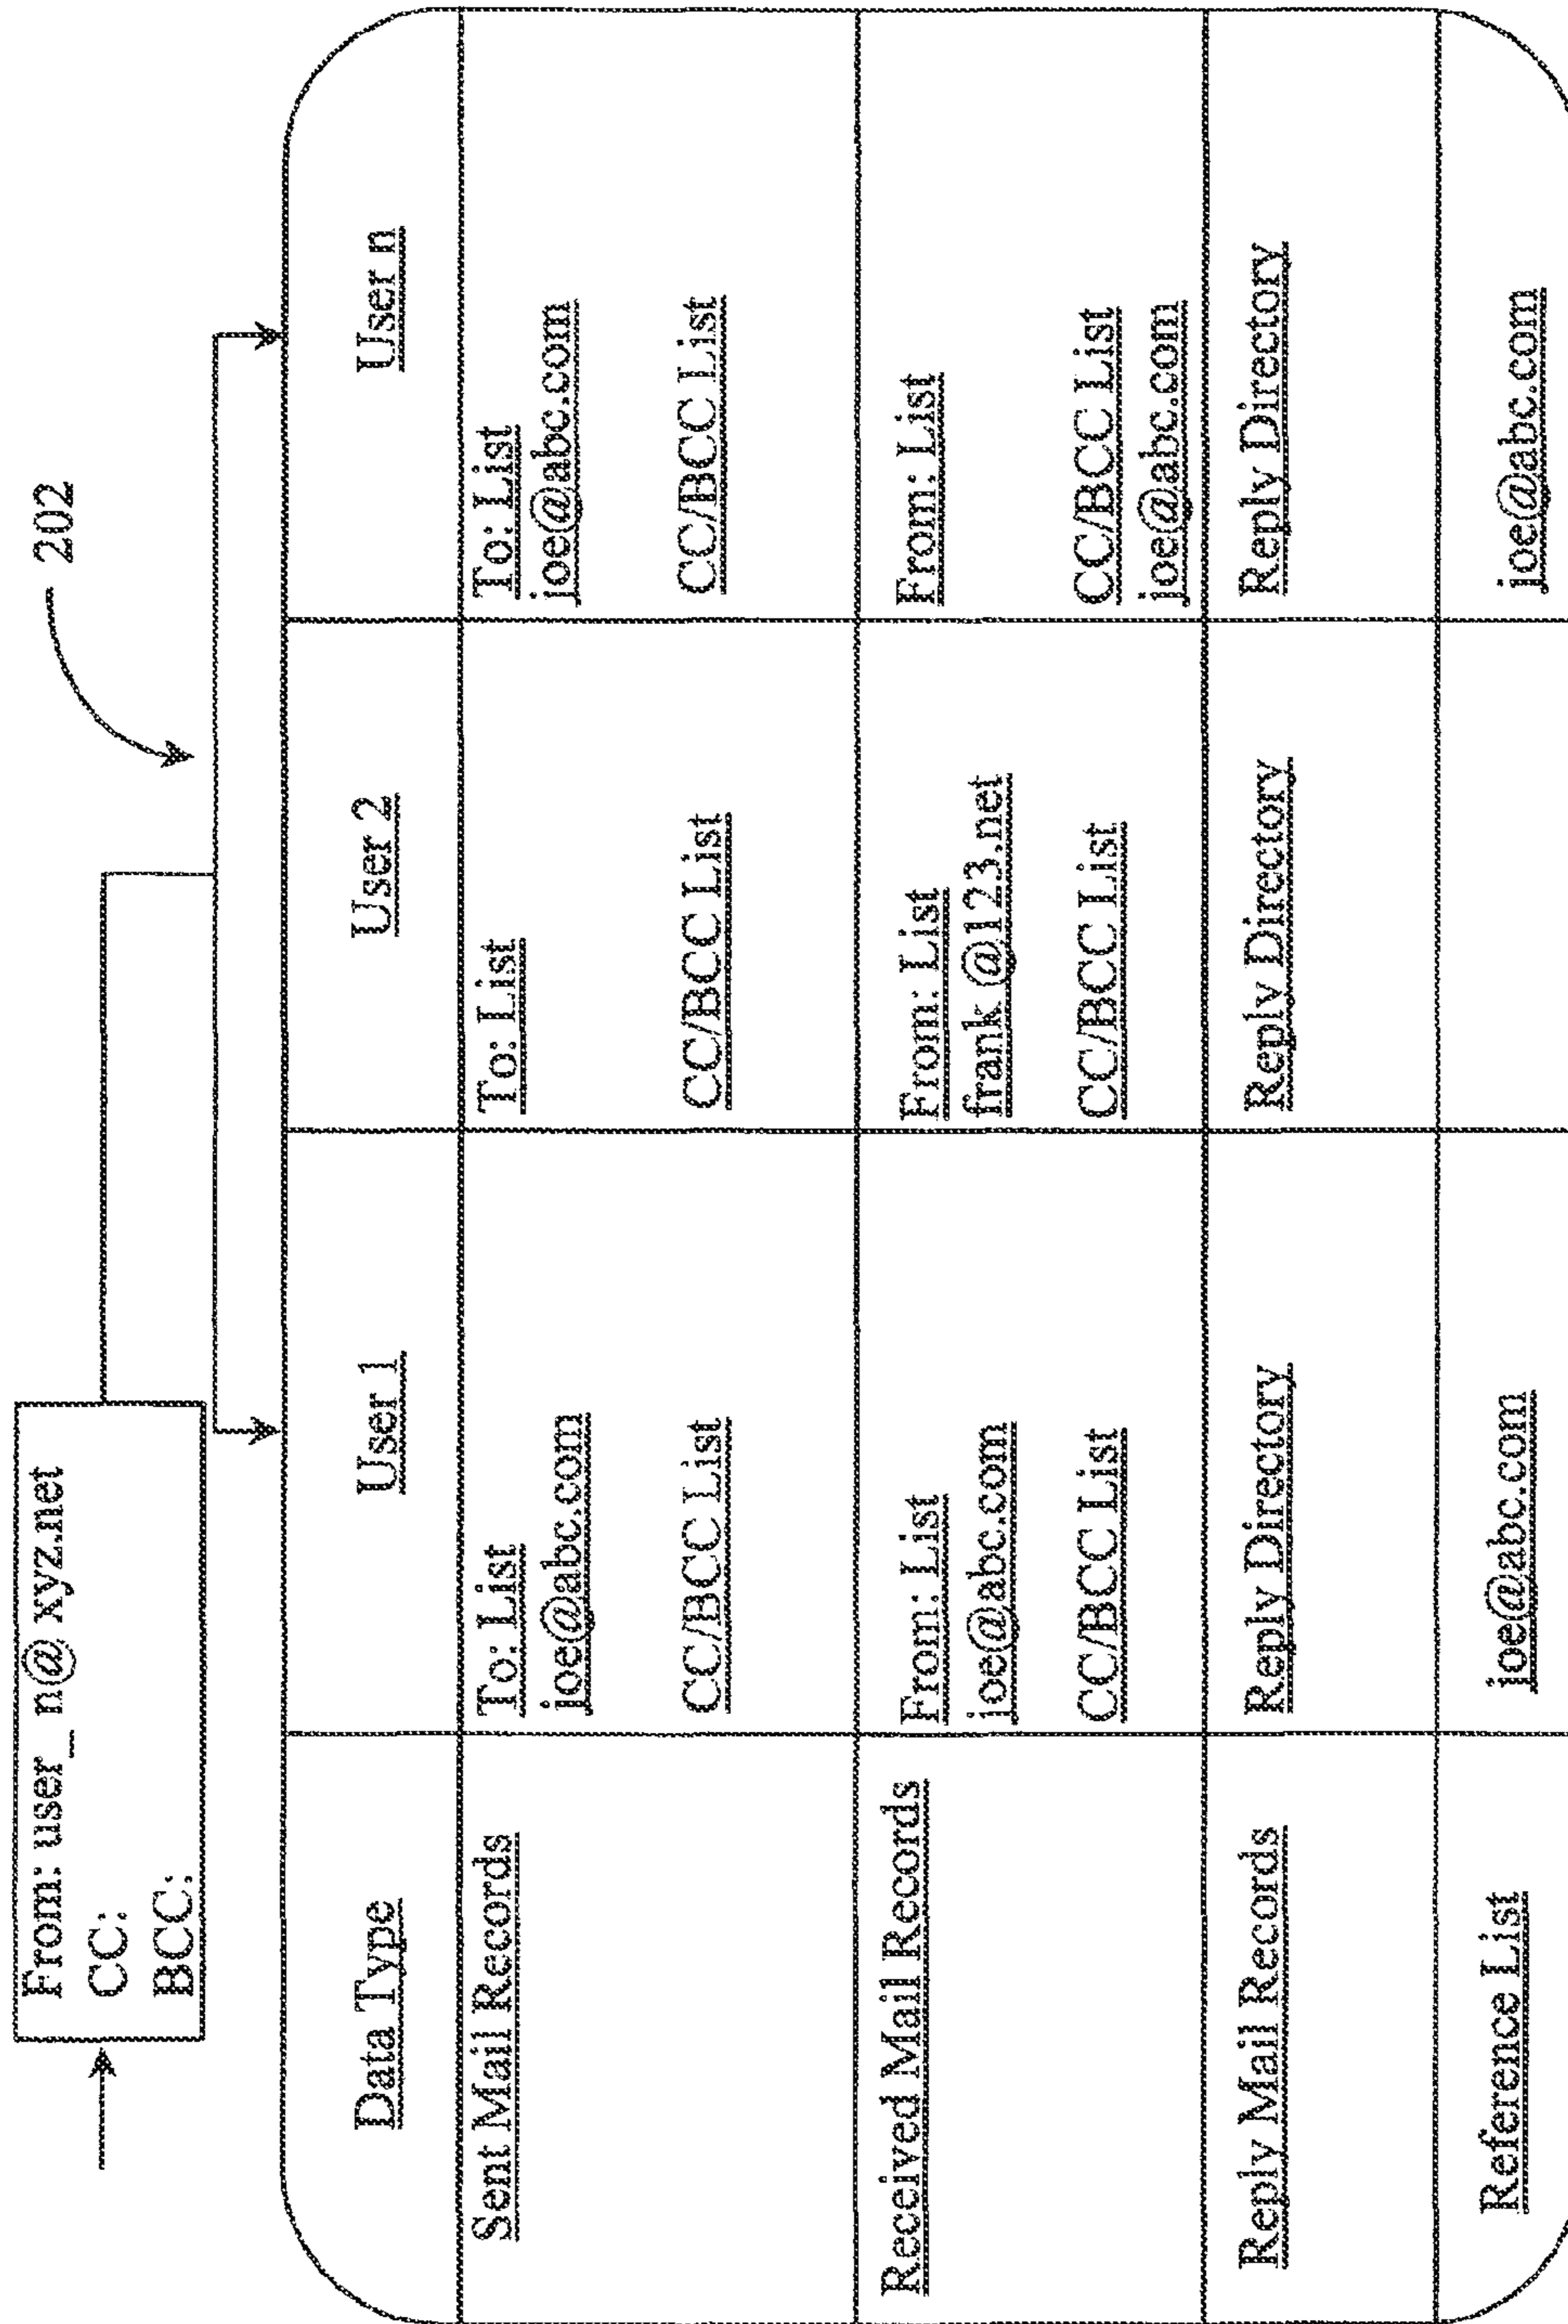 From: user_n@ xyz.net
CC:
BCC:
202
Data Type
User 1
User 2
User n
Sent Mail Records
To: List
joe@abc.com
CC/BCC List
To: List
CC/BCC List
To: List
joe@abc.com
CC/BCC List
Received Mail Records
From: List
joe@abc.com
CC/BCC List
From: List
frank @123.net
CC/BCC List
From: List
CC/BCC List
joe@abc.com
Reply Mail Records
Reply Directory
Reply Directory
Reply Directory
Reference List
joe@abc.com
joe@abc.com